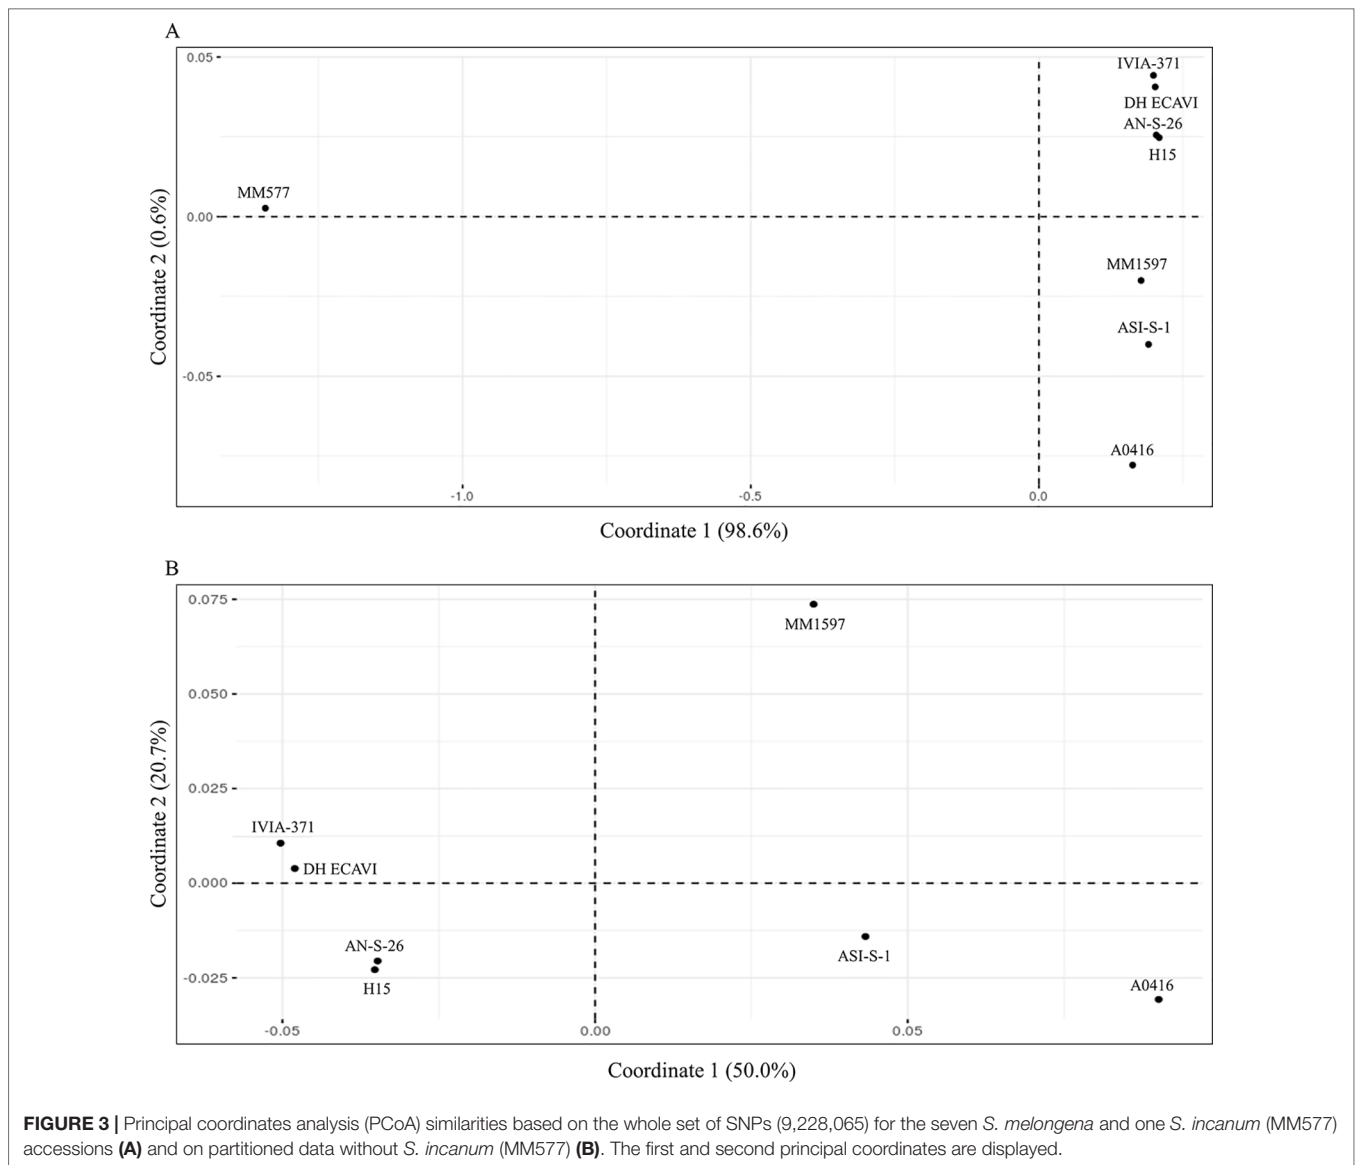 A
0.05
IVIA-371
DH ECAVI
AN-S-26
H15
MM577
0.00
MM1597
ASI-S-1
-0.05
A0416
Coordinate 2 (0.6%)
-1.0 -0.5 0.0
Coordinate 1 (98.6%)
B
0.075
MM1597
0.050
0.025
IVIA-371
DH ECAVI
0.000
AN-S-26
ASI-S-1
H15
-0.025
A0416
Coordinate 2 (20.7%)
-0.05 0.00 0.05
Coordinate 1 (50.0%)
FIGURE 3 | Principal coordinates analysis (PCoA) similarities based on the whole set of SNPs (9,228,065) for the seven S. melongena and one S. incanum (MM577)
accessions (A) and on partitioned data without S. incanum (MM577) (B). The first and second principal coordinates are displayed.